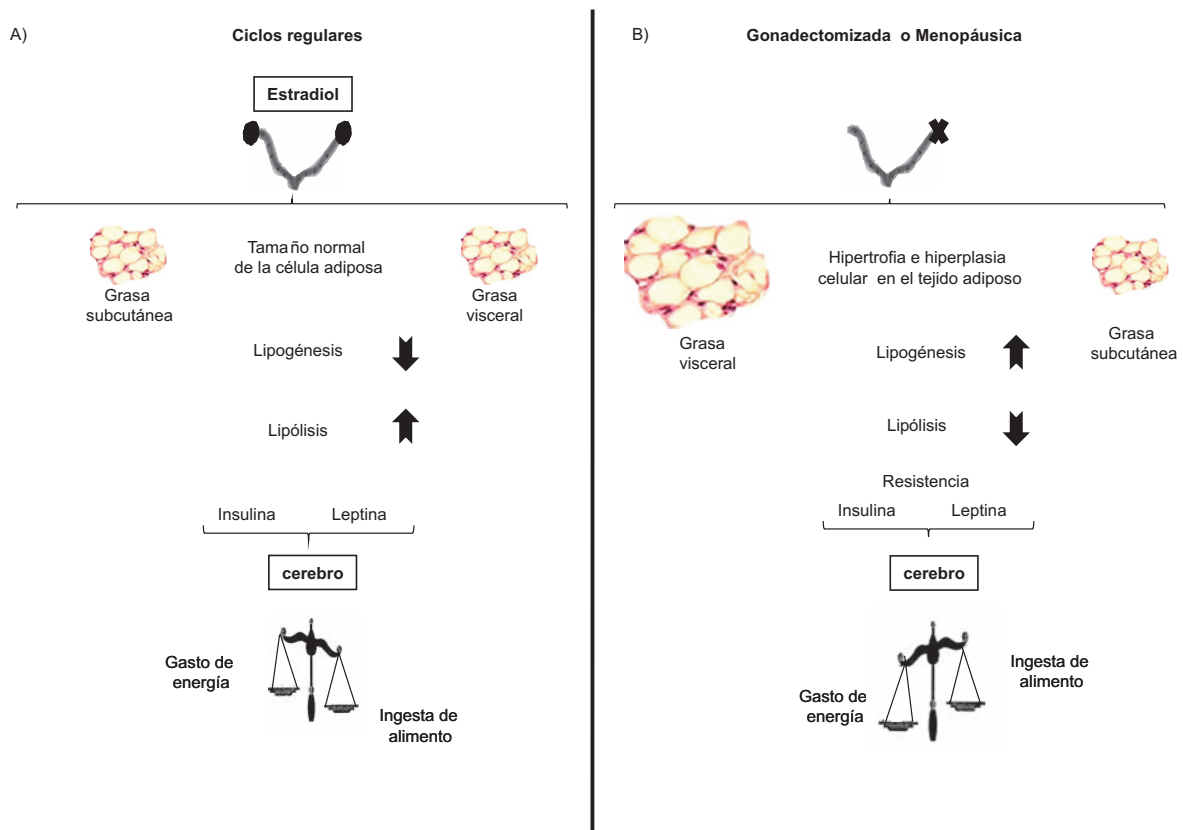 A)
Ciclos regulares
Estradiol
Grasa
subcutánea
Tamaño normal
de la célula adiposa
Grasa
visceral
Lipogénesis
Lipólisis
Insulina
Leptina
cerebro
Gasto de
energía
Ingesta de
alimento
B)
Gonadectomizada o Menopáusica
Grasa
visceral
Hipertrofia e hiperplasia
celular en el tejido adiposo
Grasa
subcutánea
Lipogénesis
Lipólisis
Resistencia
Insulina
Leptina
cerebro
Gasto de
energía
Ingesta de
alimento